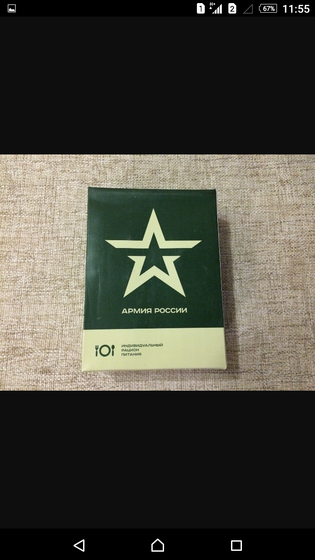 1
2
67%
11:55
АРМИЯ РОССИИ
ИНДИВИДУАЛЬНЫЙ
РАЦИОН
ПИТАНИЯ